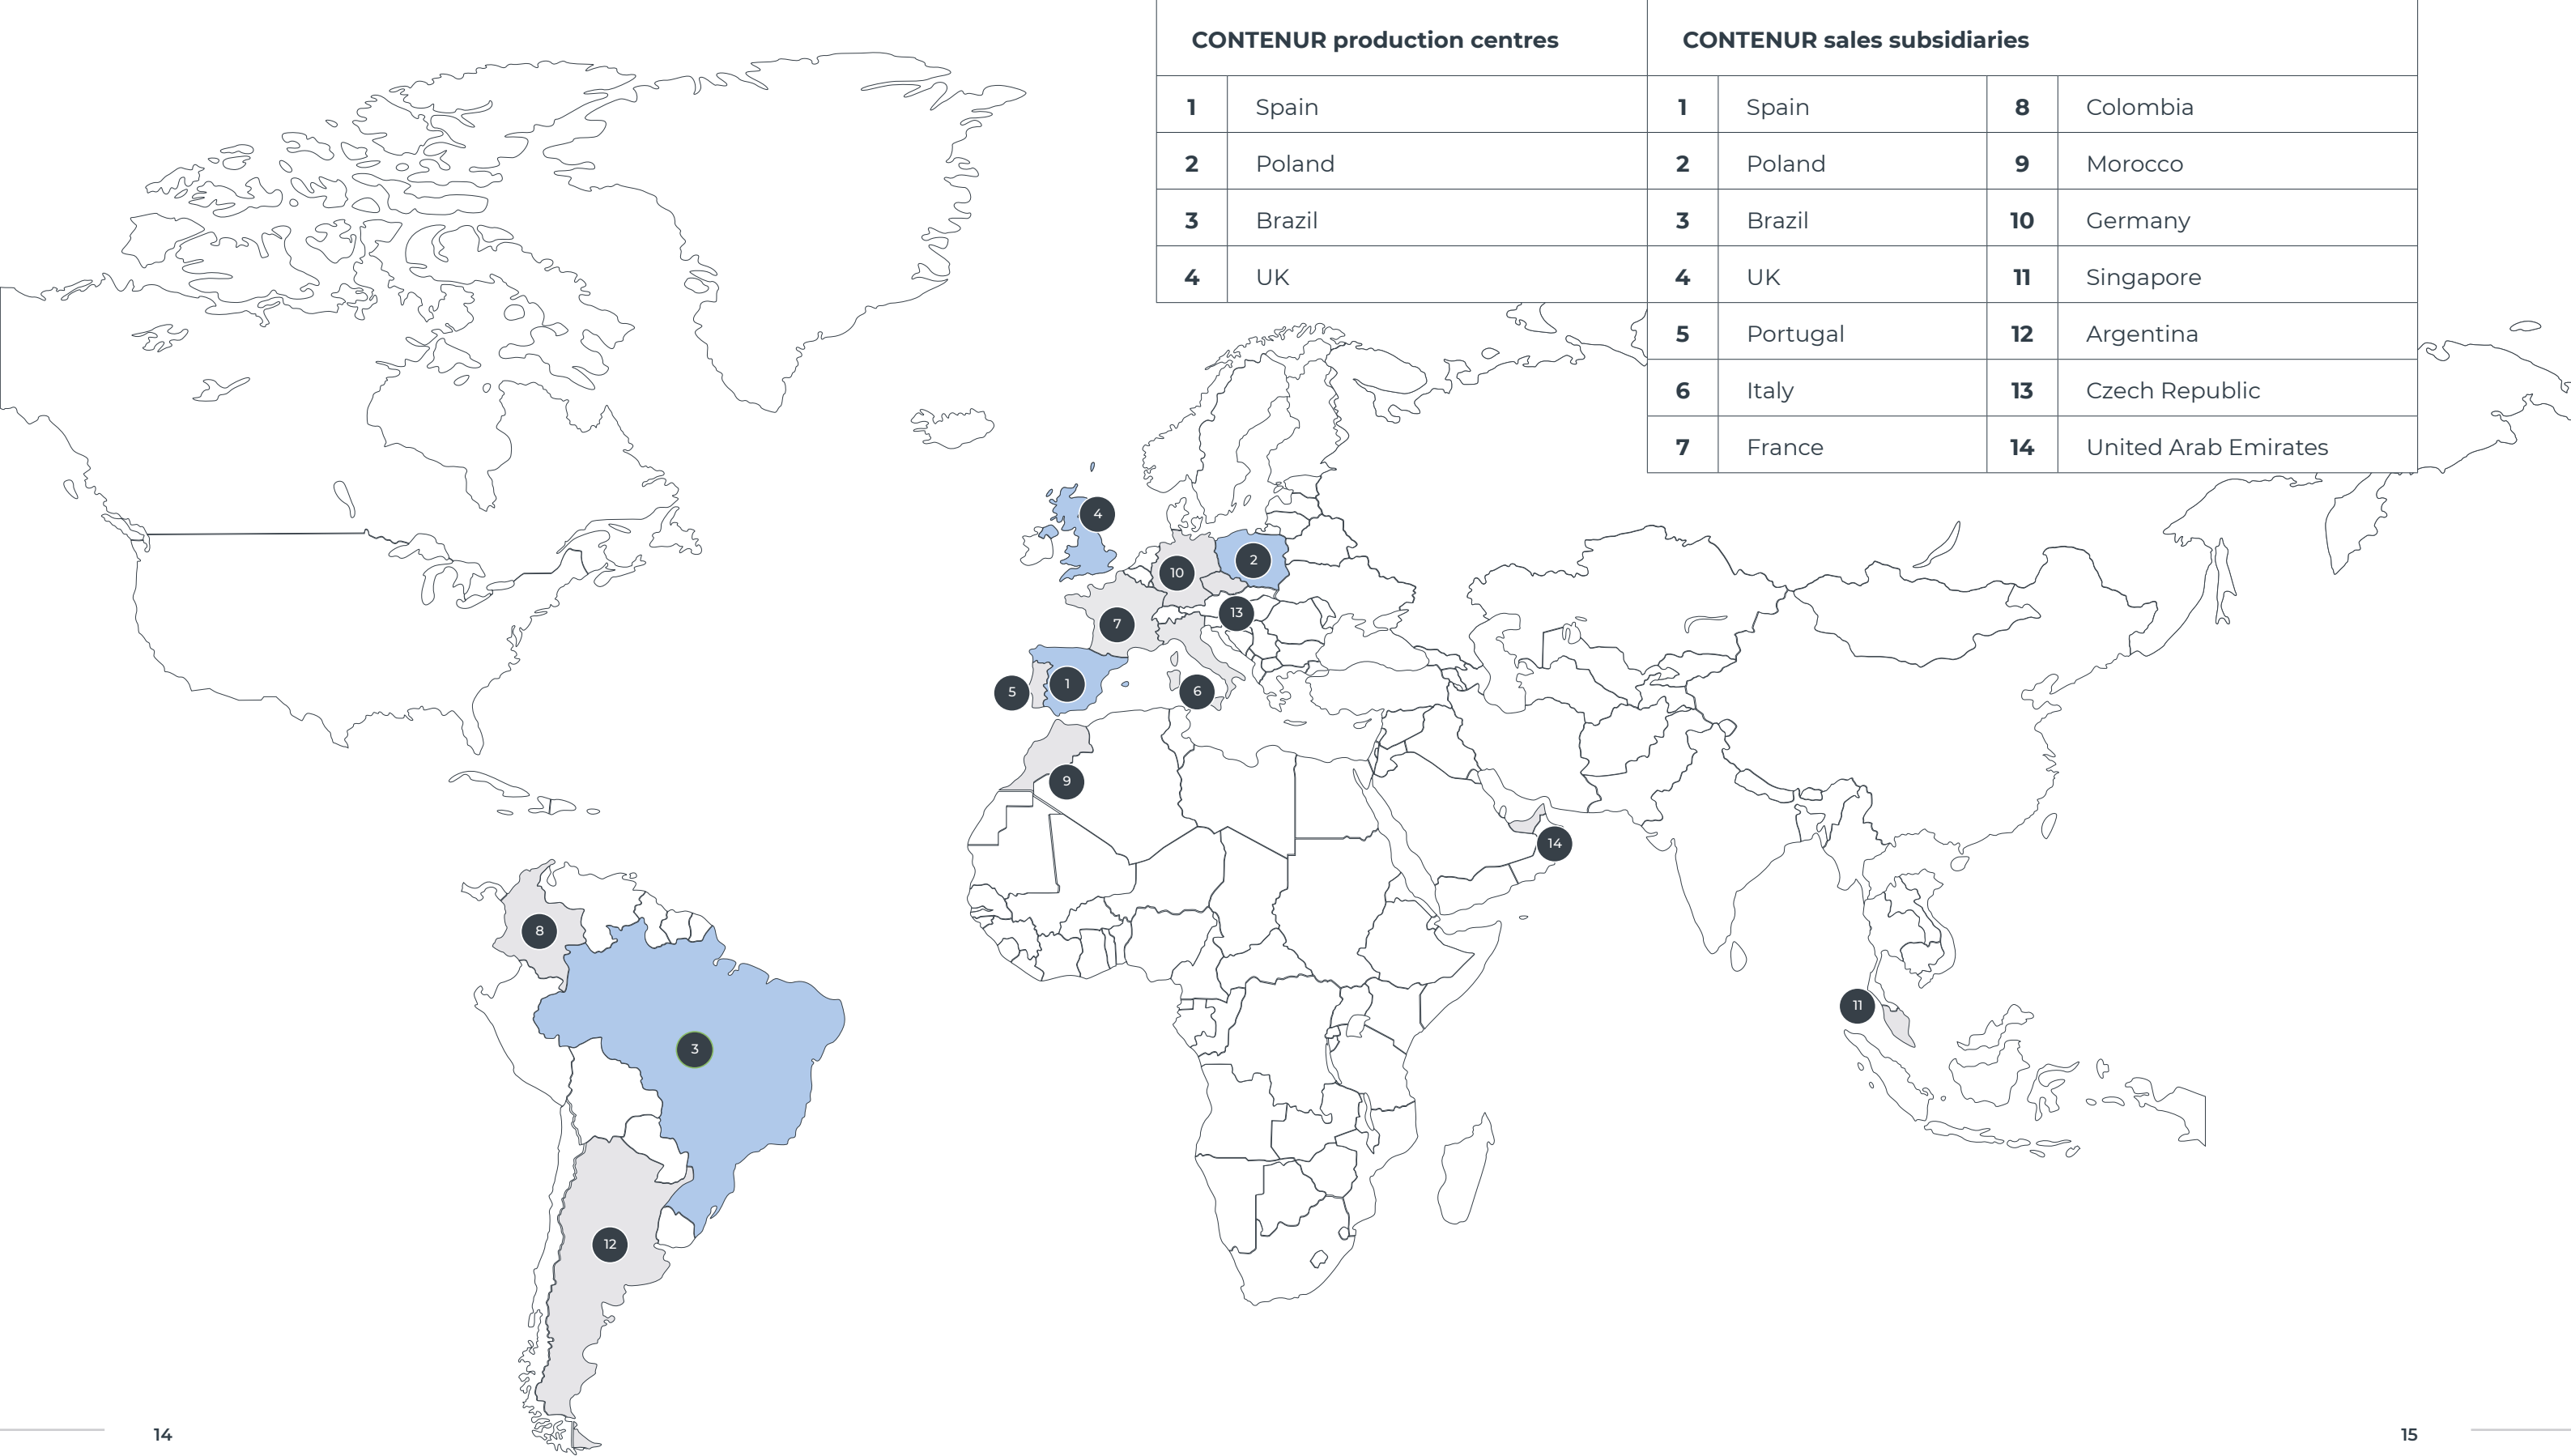 CONTENUR production centres
1 Spain
2 Poland
3 Brazil
4 UK
CONTENUR sales subsidiaries
1 Spain 8 Colombia
2 Poland 9 Morocco
3 Brazil 10 Germany
4 UK 11 Singapore
5 Portugal 12 Argentina
6 Italy 13 Czech Republic
7 France 14 United Arab Emirates
4
2
10
13
7
1
5
6
9
14
8
11
3
12
14
15